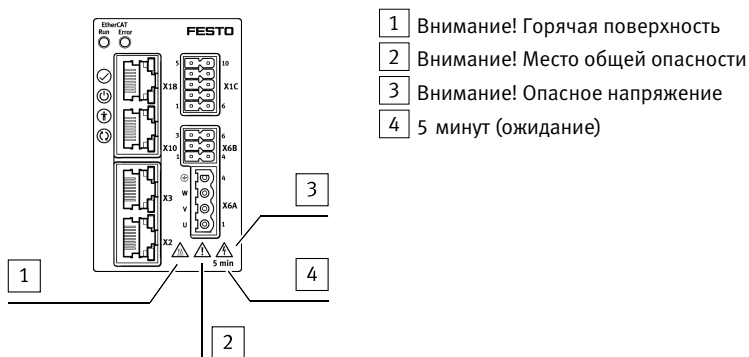 EtherCAT
Run Error
FESTO
5 10
X18 X1C
1 6
3 6
X10 X6B
1 4
4
W
X3
V X6A
U 1
X2
5 min
3
1
4
2
1 Внимание! Горячая поверхность
2 Внимание! Место общей опасности
3 Внимание! Опасное напряжение
4 5 минут (ожидание)